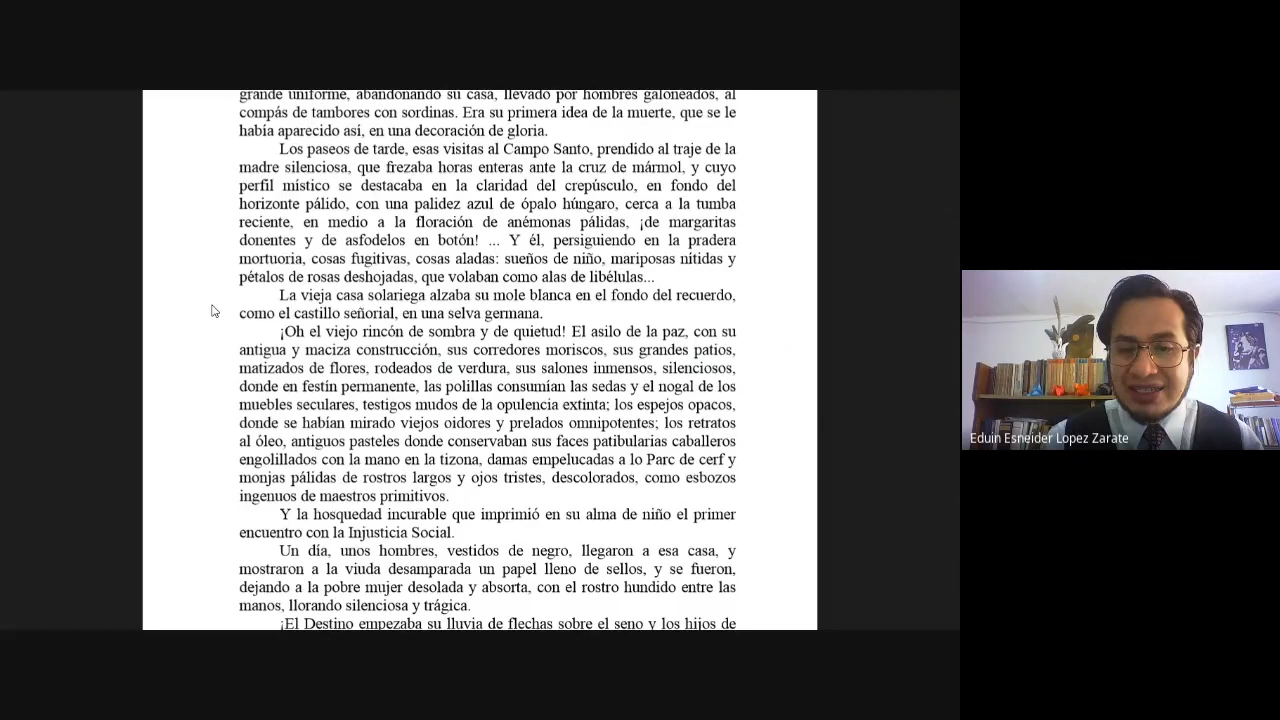 grande uniforme, abandonando su casa, llevado por hombres galoneados, al
compás de tambores con sordinas. Era su primera idea de la muerte, que se le
había aparecido así, en una decoración de gloria.
Los paseos de tarde, esas visitas al Campo Santo, prendido al traje de la
madre silenciosa, que frezaba horas enteras ante la cruz de mármol, y cuyo
perfil místico se destacaba en la claridad del crepúsculo, en fondo del
horizonte pálido, con una palidez azul de ópalo húngaro, cerca a la tumba
reciente, en medio a la floración de anémonas pálidas, ¡de margaritas
donentes y de asfodelos en botón! ... Y él, persiguiendo en la pradera
mortuoria, cosas fugitivas, cosas aladas: sueños de niño, mariposas nítidas y
pétalos de rosas deshojadas, que volaban como alas de libélulas...
La vieja casa solariega alzaba su mole blanca en el fondo del recuerdo,
como el castillo señorial, en una selva germana.
¡Oh el viejo rincón de sombra y de quietud! El asilo de la paz, con su
antigua y maciza construcción, sus corredores moriscos, sus grandes patios,
matizados de flores, rodeados de verdura, sus salones inmensos, silenciosos,
donde en festín permanente, las polillas consumían las sedas y el nogal de los
muebles seculares, testigos mudos de la opulencia extinta; los espejos opacos,
donde se habían mirado viejos oidores y prelados omnipotentes; los retratos
al óleo, antiguos pasteles donde conservaban sus faces patibularias caballeros
engolillados con la mano en la tizona, damas empelucadas a lo Parc de cerf y
monjas pálidas de rostros largos y ojos tristes, descolorados, como esbozos
ingenuos de maestros primitivos.
Y la hosquedad incurable que imprimió en su alma de niño el primer
encuentro con la Injusticia Social.
Un día, unos hombres, vestidos de negro, llegaron a esa casa, y
mostraron a la viuda desamparada un papel lleno de sellos, y se fueron,
dejando a la pobre mujer desolada y absorta, con el rostro hundido entre las
manos, llorando silenciosa y trágica.
¡El Destino empezaba su lluvia de flechas sobre el seno y los hijos de
Eduin Esneider Lopez Zarate